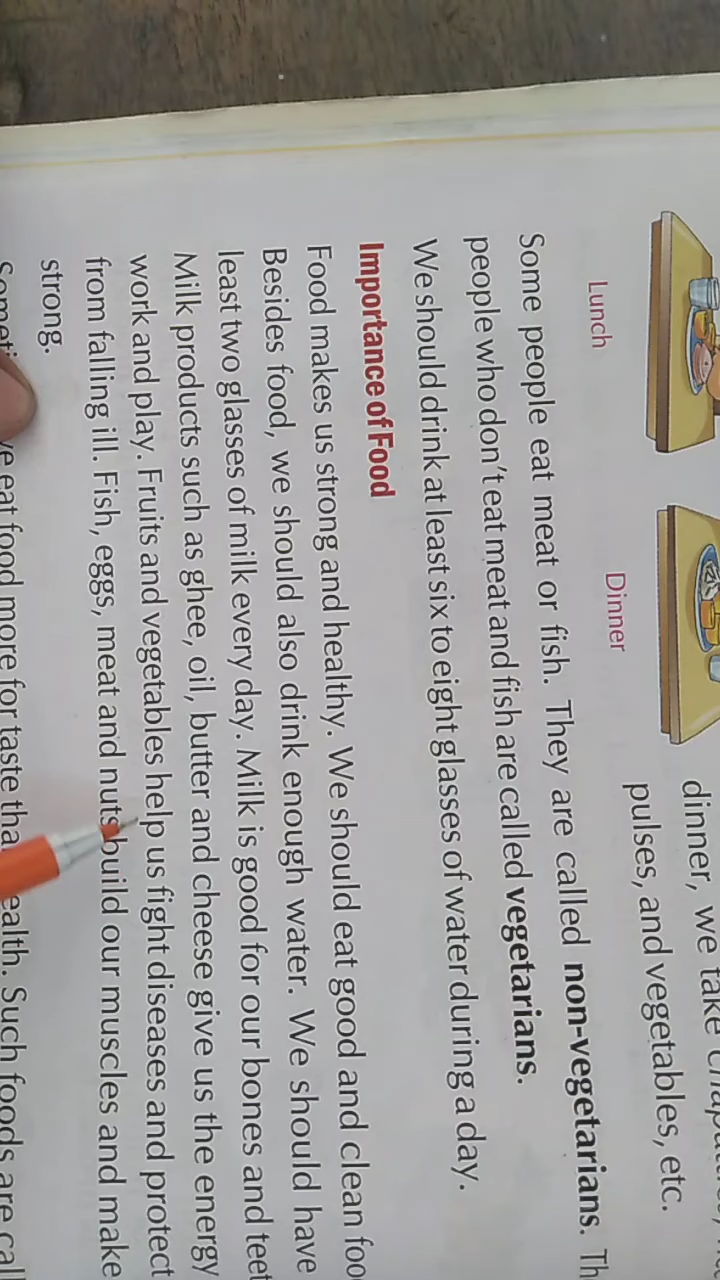 Lunch
Dinner
dinner, we take
pulses, and vegetables, etc.
Some people eat meat or fish. They are called non-vegetarians.
people who don't eat meat and fish are called vegetarians.
We should drink at least six to eight glasses of water during a day.
Importance of Food
Food makes us strong and healthy. We should eat good and clean
Besides food, we should also drink enough water. We should have
least two glasses of milk every day. Milk is good for our bones and
Milk products such as ghee, oil, butter and cheese give us the energy
work and play. Fruits and vegetables help us fight diseases and protect
from falling ill. Fish, eggs, meat and nuts build our muscles and make
strong.
eat food more for taste Such foods are